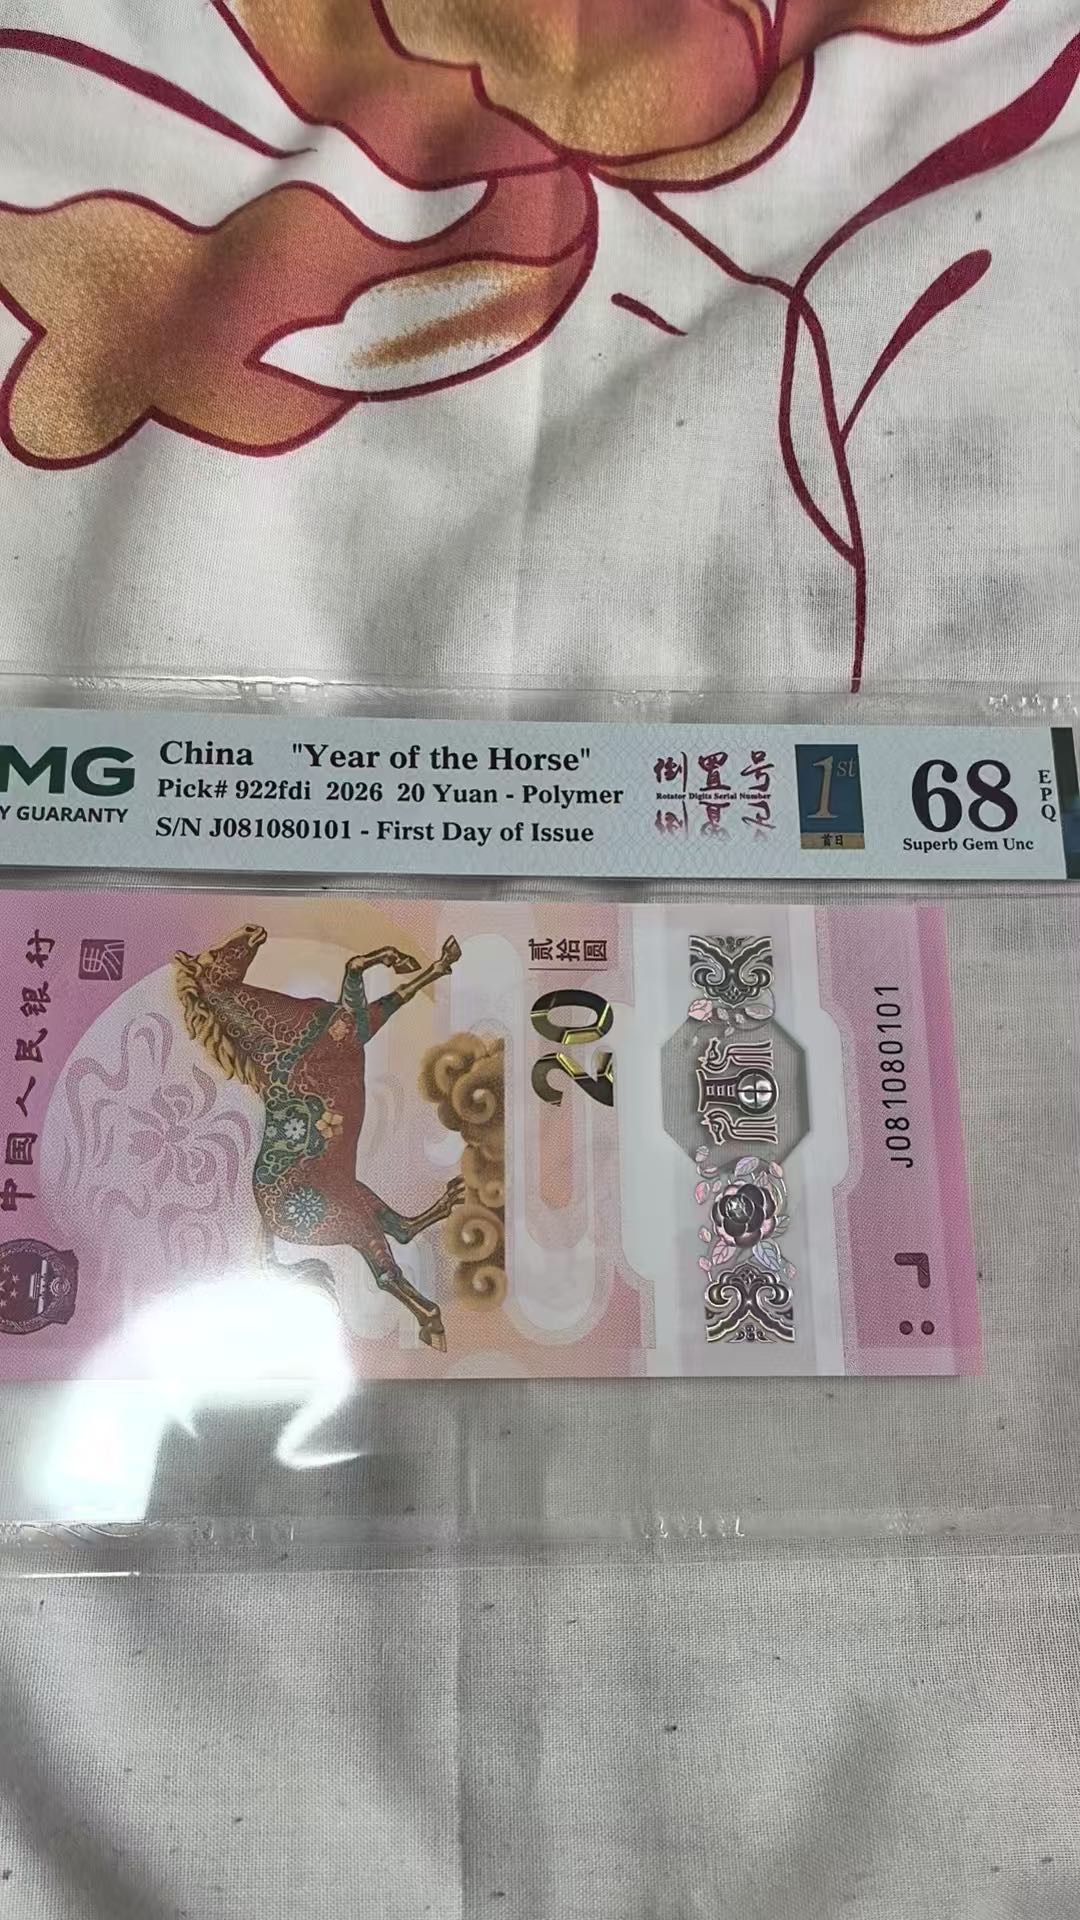 MG
Y GUARANTY
China "Year of the Horse"
Pick# 922fdi 2026 20 Yuan - Polymer
S/N J081080101 - First Day of Issue
倒置号
Rotator Digits Serial Number
1st
首日
68
EPQ
Superb Gem Unc
中国人民银行
贰拾圆
20
J081080101